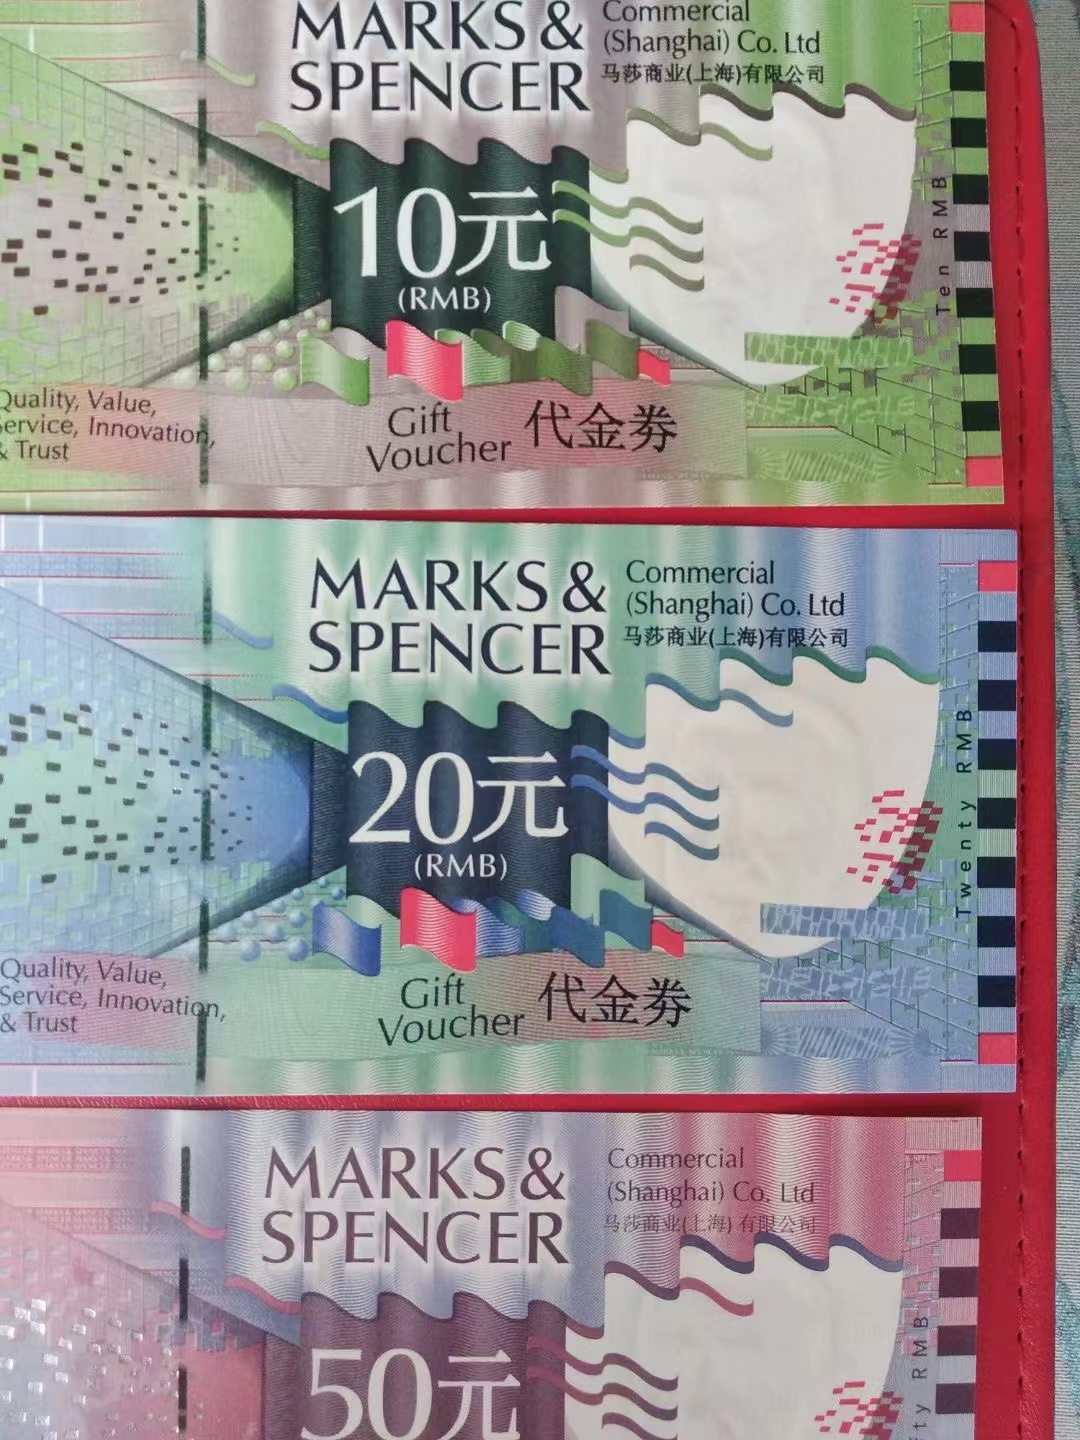 MARKS &
SPENCER
Commercial
(Shanghai) Co. Ltd
马莎商业(上海)有限公司
10元
(RMB)
Ten RMB
Quality, Value,
Service, Innovation,
& Trust
Gift
Voucher
代金券
MARKS &
SPENCER
Commercial
(Shanghai) Co. Ltd
马莎商业(上海)有限公司
20元
(RMB)
Twenty RMB
Quality, Value,
Service, Innovation,
& Trust
Gift
Voucher
代金券
MARKS &
SPENCER
Commercial
(Shanghai) Co. Ltd
马莎商业(上海)有限公司
50元
fty RMB